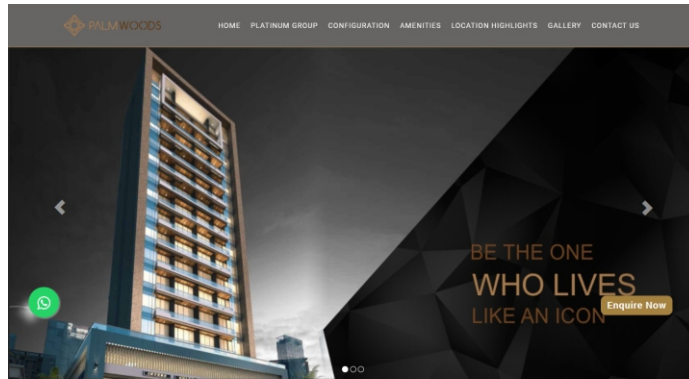 PALMWOODS
HOME PLATINUM GROUP CONFIGURATION AMENITIES LOCATION HIGHLIGHTS GALLERY CONTACT US
BE THE ONE
WHO LIVES
Enquire Now
LIKE AN ICON